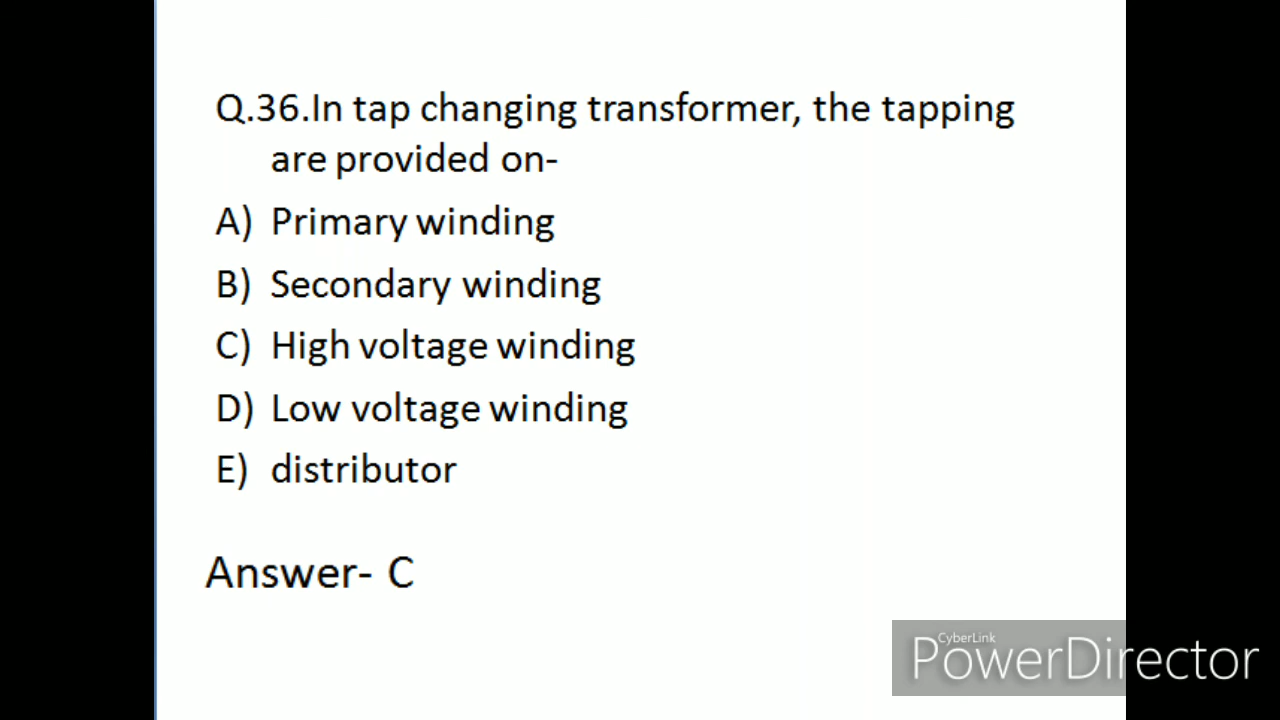 Q.36.In tap changing transformer, the tapping
are provided on-
A) Primary winding
B) Secondary winding
C) High voltage winding
D) Low voltage winding
E) distributor
Answer- C
CyberLink
PowerDirector